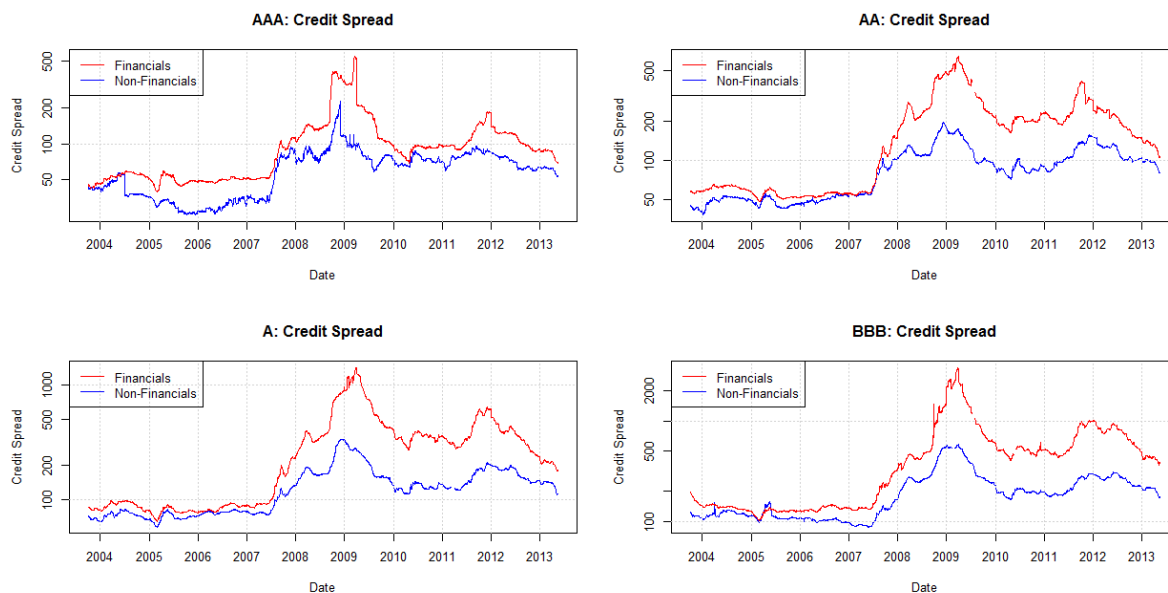 AAA: Credit Spread
Financials
Non-Financials
Credit Spread
500
200
100
50
2004 2005 2006 2007 2008 2009 2010 2011 2012 2013
Date
AA: Credit Spread
Financials
Non-Financials
Credit Spread
500
200
100
50
2004 2005 2006 2007 2008 2009 2010 2011 2012 2013
Date
A: Credit Spread
Financials
Non-Financials
Credit Spread
1000
500
200
100
2004 2005 2006 2007 2008 2009 2010 2011 2012 2013
Date
BBB: Credit Spread
Financials
Non-Financials
Credit Spread
2000
500
100
2004 2005 2006 2007 2008 2009 2010 2011 2012 2013
Date